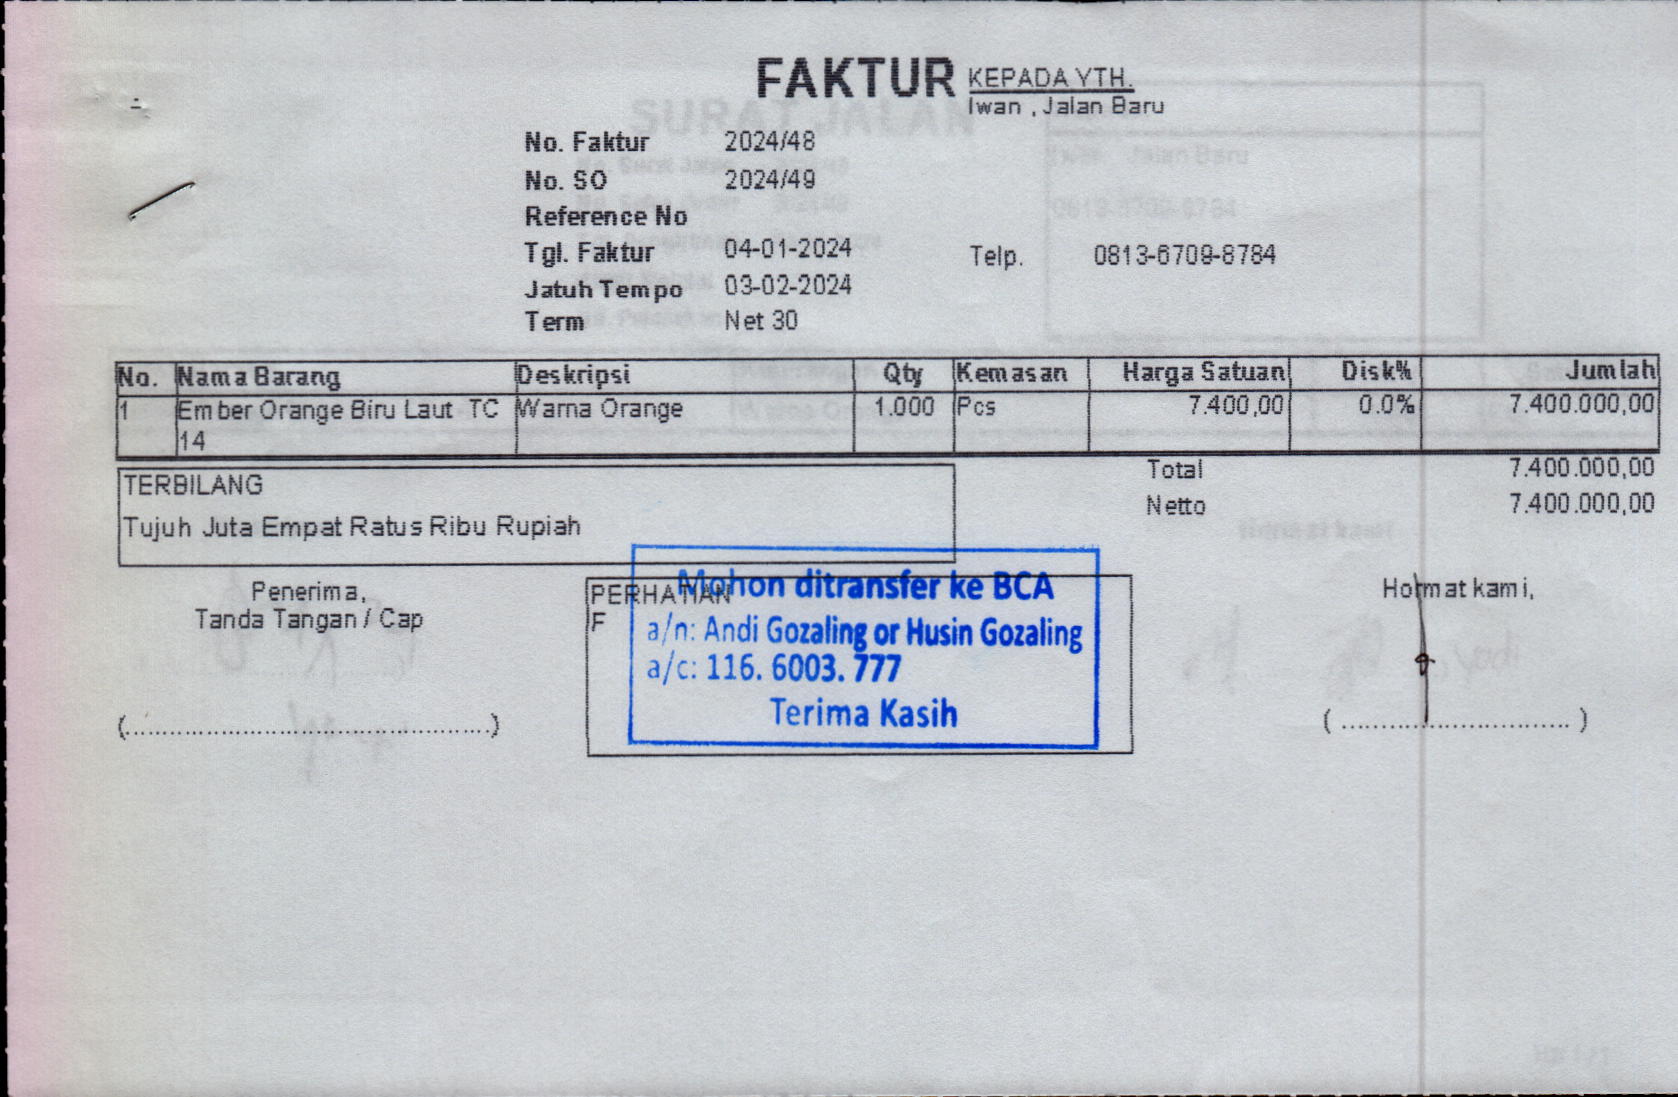 FAKTUR
KEPADA YTH.
Iwan , Jalan Baru
No. Faktur 2024/48
No. SO 2024/49
Reference No
Tgl. Faktur 04-01-2024
Telp. 0813-6709-8784
Jatuh Tempo 03-02-2024
Term Net 30
No. Nama Barang Deskripsi Qty Kemasan Harga Satuan Disk% Jumlah
1 Ember Orange Biru Laut TC Warna Orange 1.000 Pcs 7.400,00 0.0% 7.400.000,00
14
Total 7.400.000,00
TERBILANG
Netto 7.400.000,00
Tujuh Juta Empat Ratus Ribu Rupiah
Penerima,
Tanda Tangan / Cap
PERHATIAN
F
Mohon ditransfer ke BCA
a/n: Andi Gozaling or Husin Gozaling
a/c: 116. 6003. 777
Terima Kasih
Hormat kami,
(..................................................)
( ............................... )
SURAT JALAN
Jalan Baru